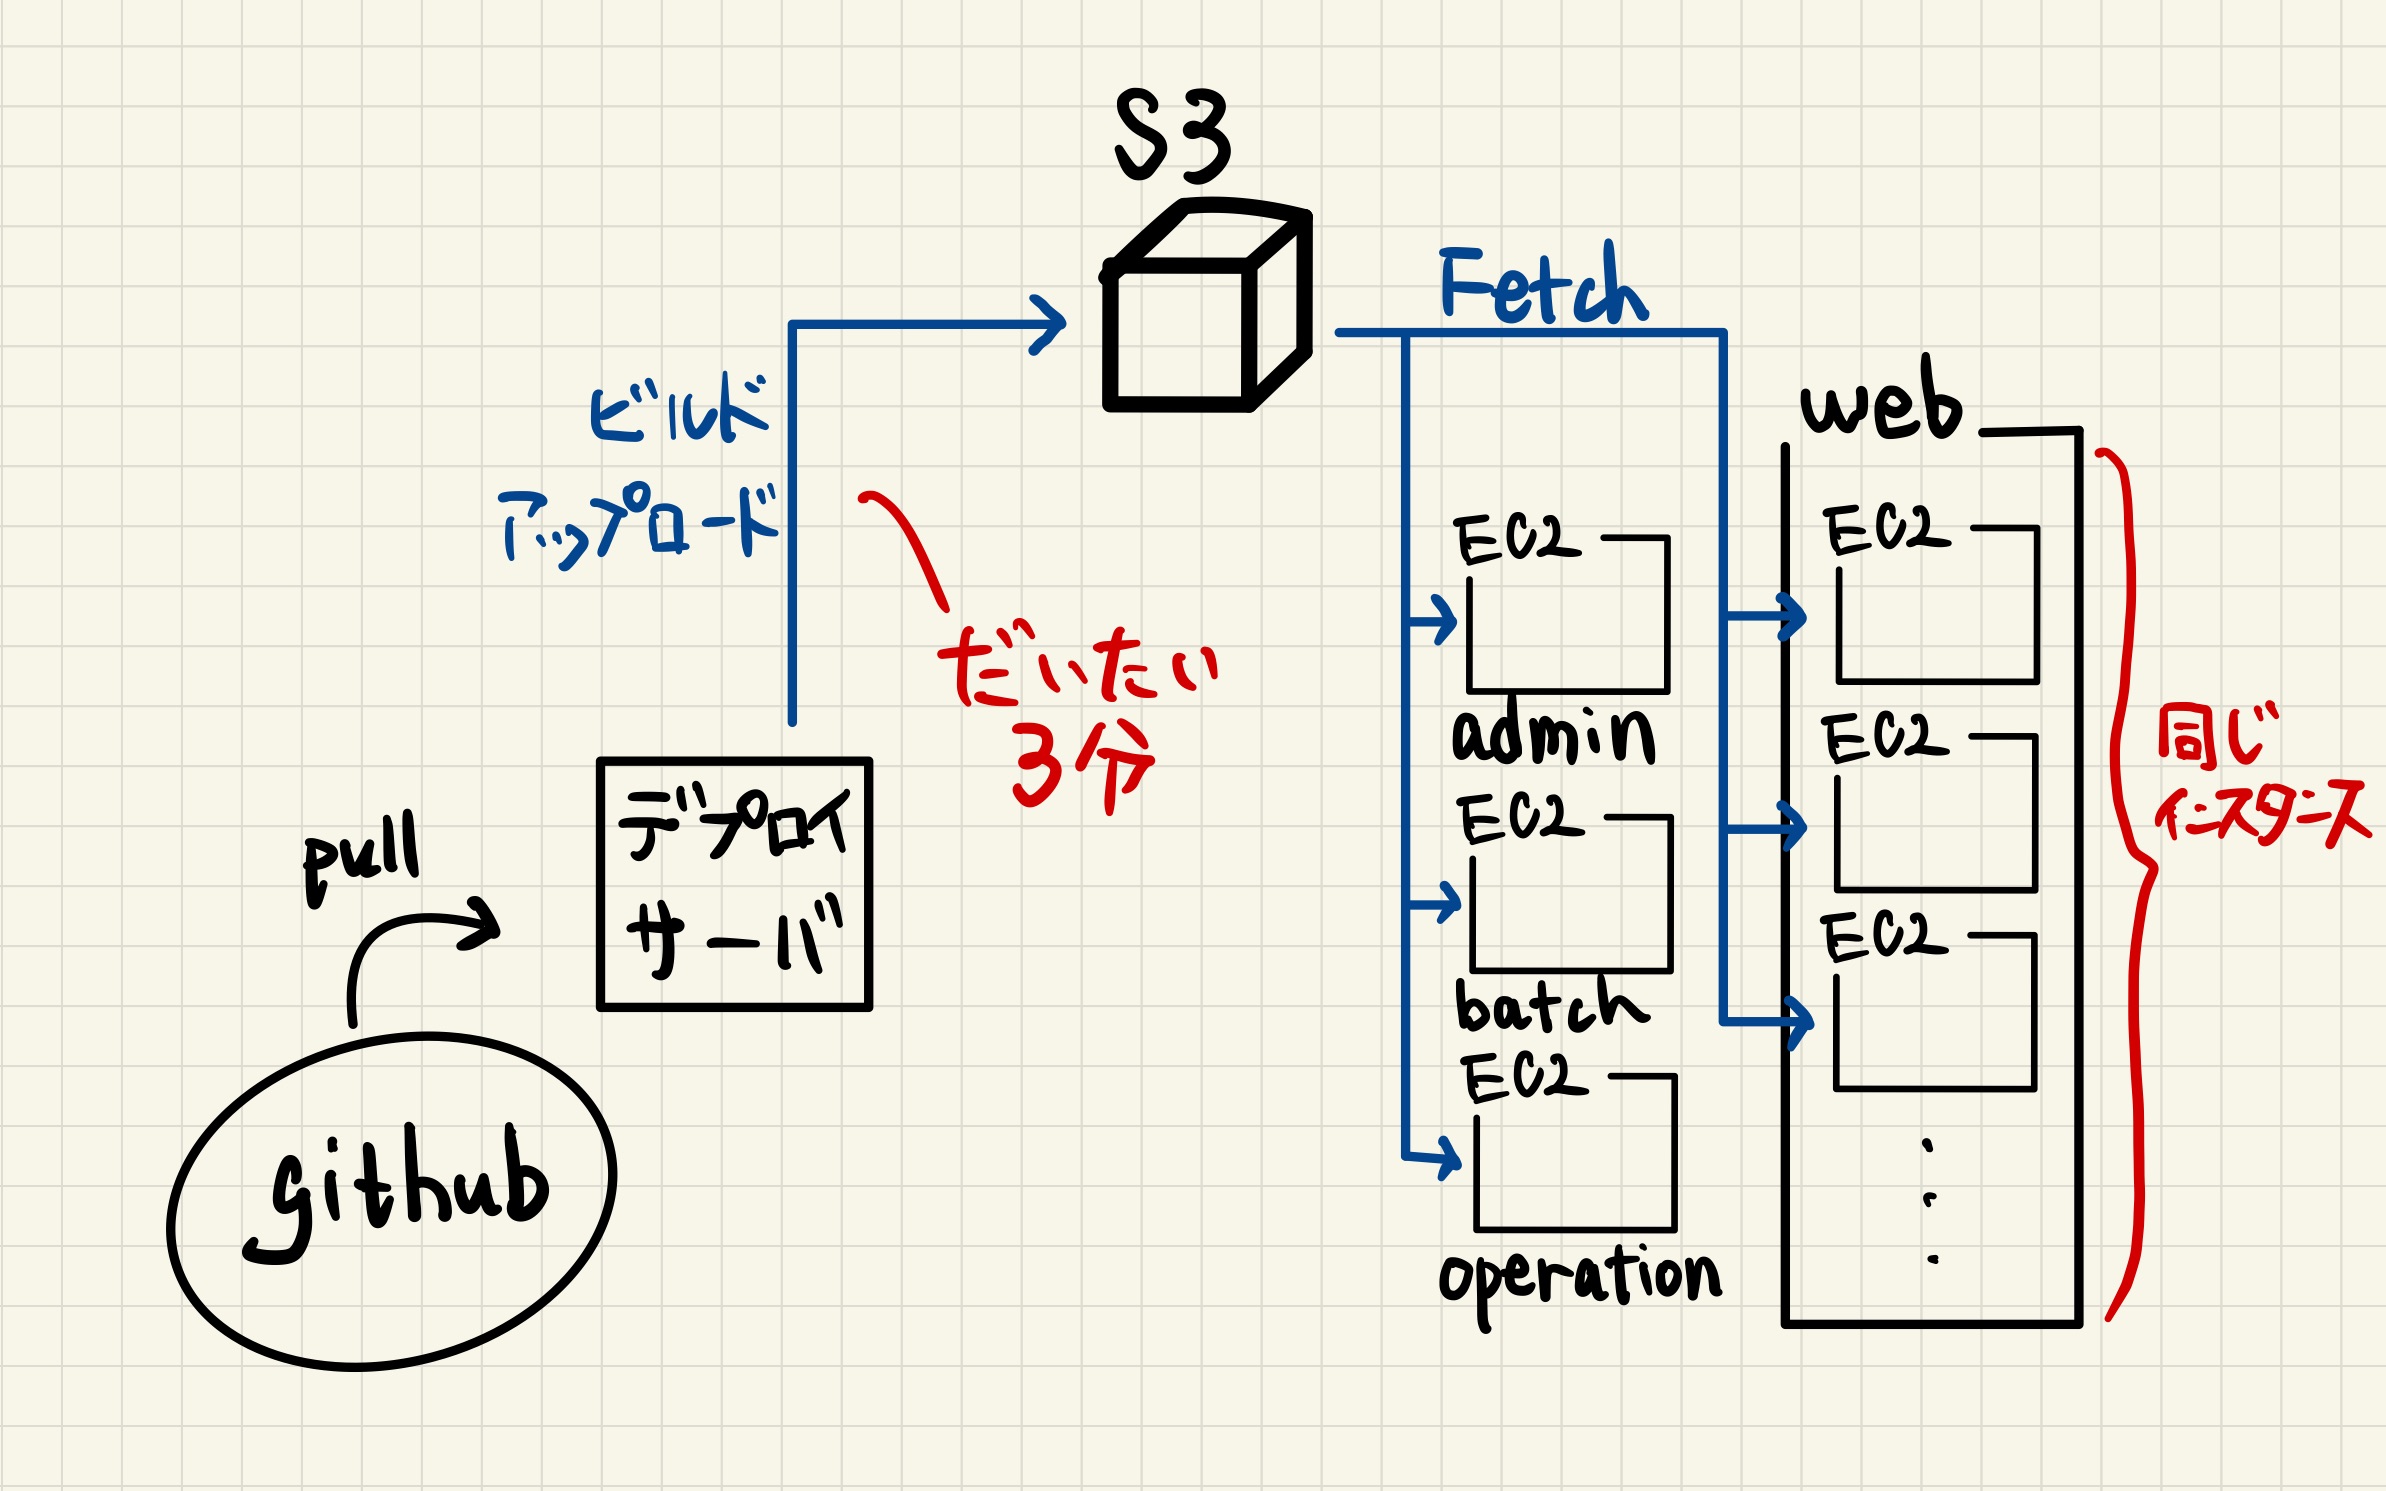 S3
Fetch
ビルド
アップロード
だいたい
3分
pull
デプロイ
サーバ
github
EC2
admin
EC2
batch
EC2
operation
web
EC2
EC2
EC2
同じ
インスタンス